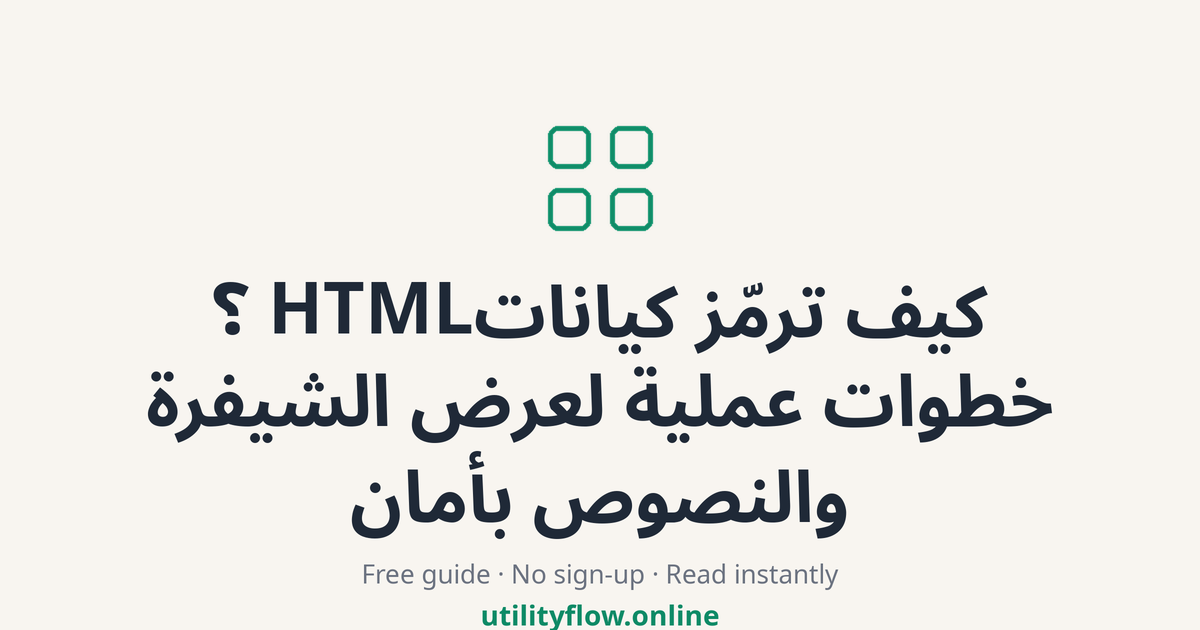 كيف ترمّز كياناتHTML ؟
خطوات عملية لعرض الشيفرة
والنصوص بأمان
Free guide · No sign-up · Read instantly
utilityflow.online